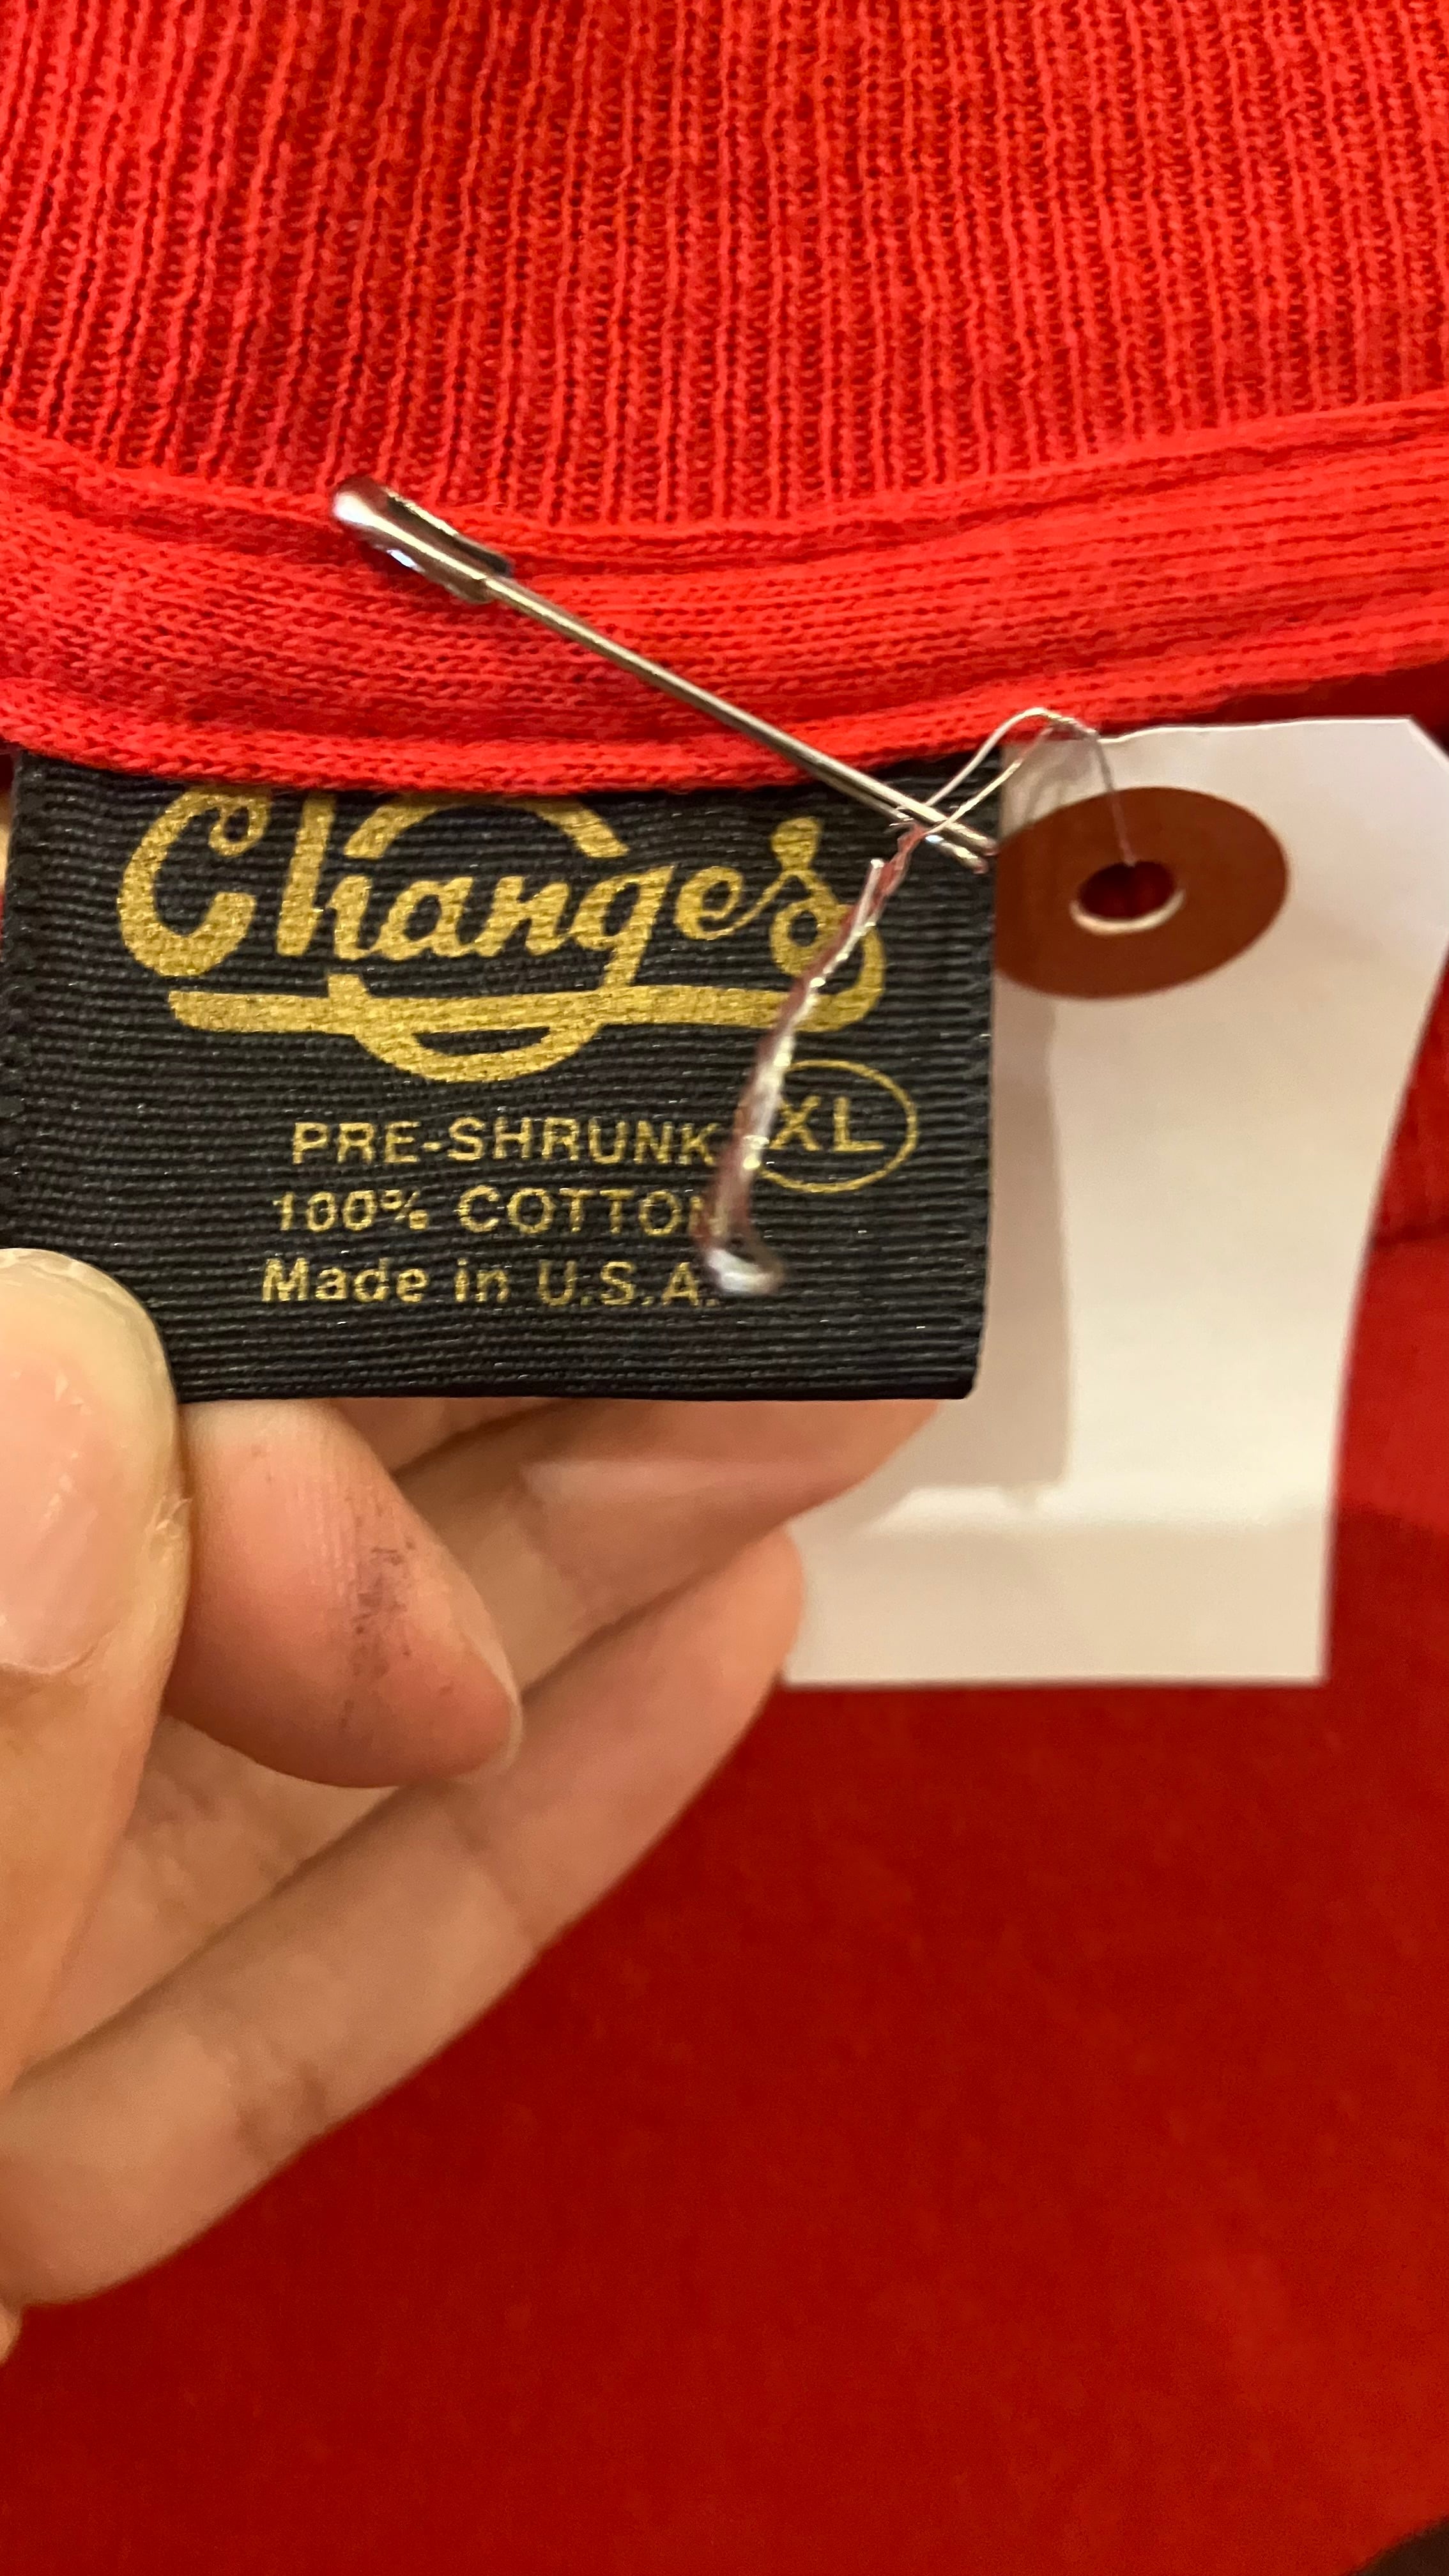 Changes
XL
PRE-SHRUNK
100% COTTON
Made in U.S.A.